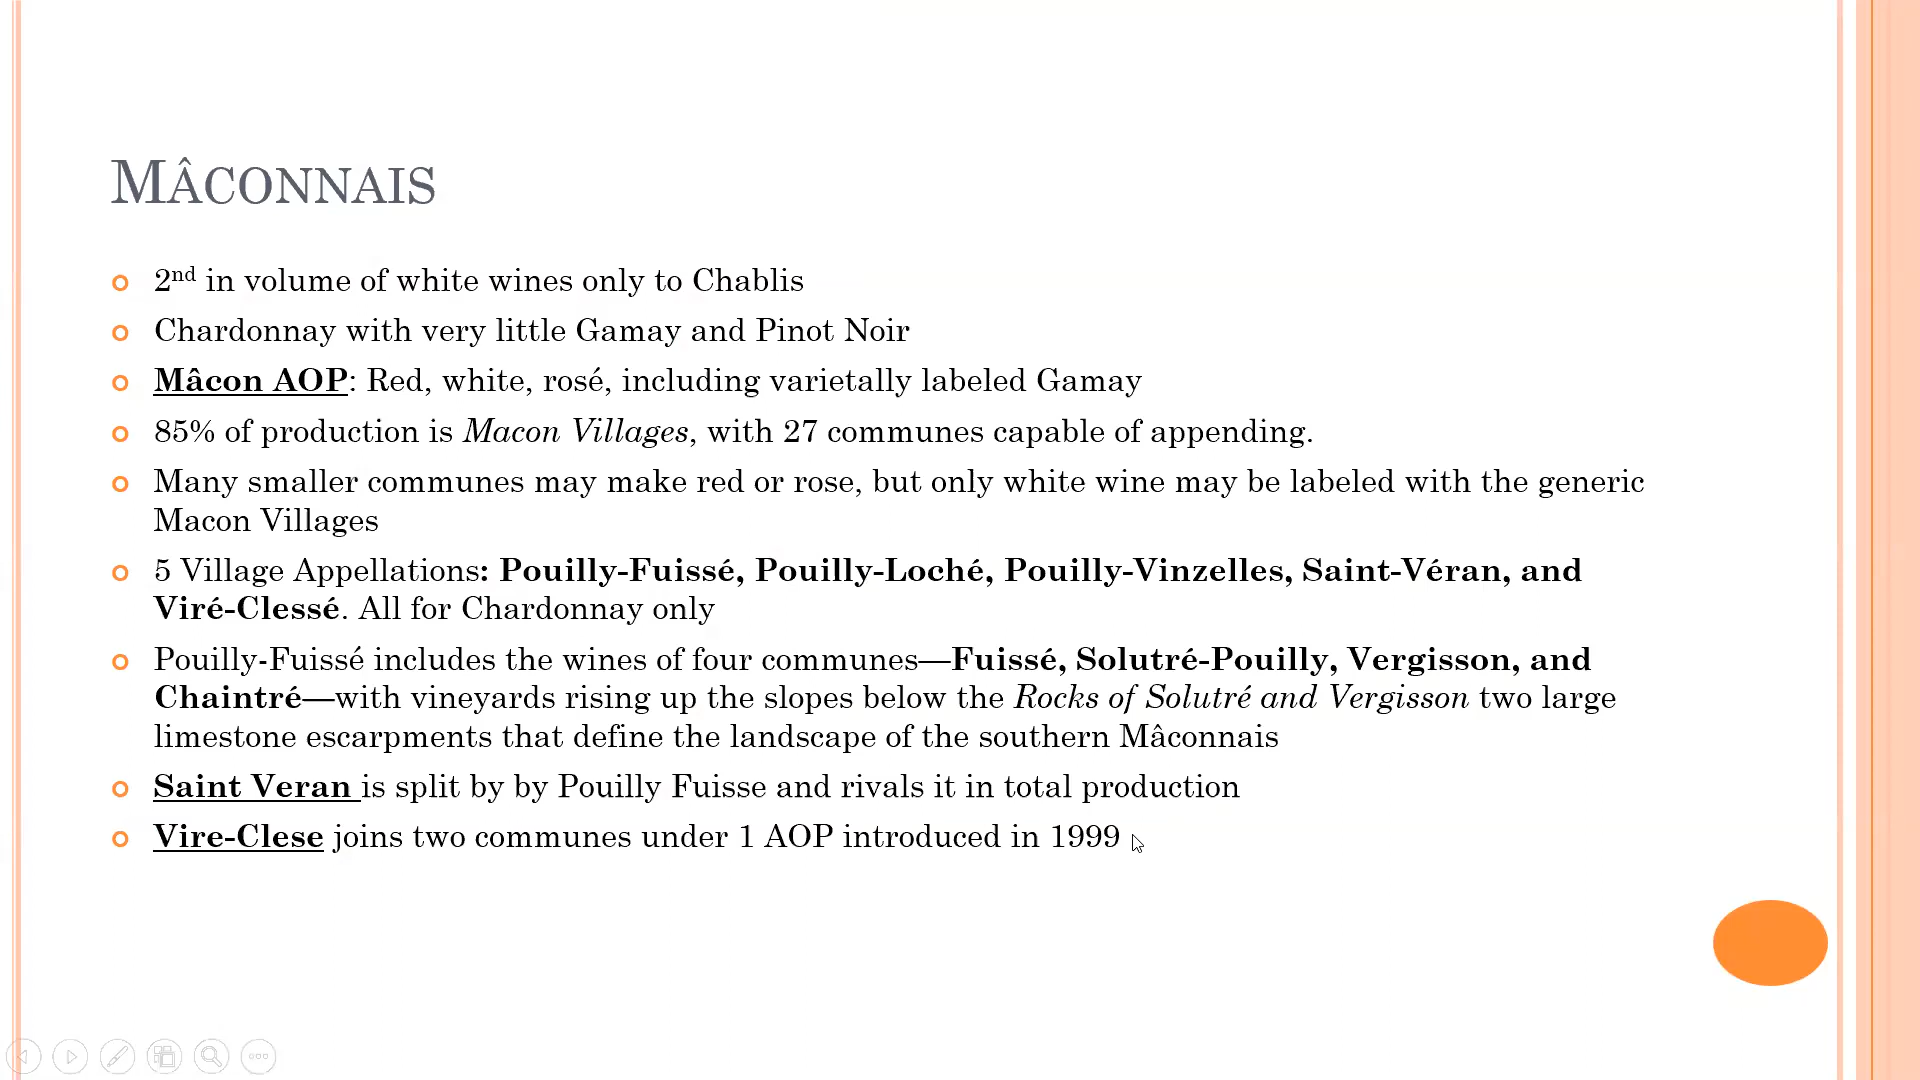 MÂCONNAIS
2nd in volume of white wines only to Chablis
Chardonnay with very little Gamay and Pinot Noir
Mâcon AOP: Red, white, rosé, including varietally labeled Gamay
85% of production is Macon Villages, with 27 communes capable of appending.
Many smaller communes may make red or rose, but only white wine may be labeled with the generic
Macon Villages
5 Village Appellations: Pouilly-Fuissé, Pouilly-Loché, Pouilly-Vinzelles, Saint-Véran, and
Viré-Clessé. All for Chardonnay only
Pouilly-Fuissé includes the wines of four communes—Fuissé, Solutré-Pouilly, Vergisson, and
Chaintré—with vineyards rising up the slopes below the Rocks of Solutré and Vergisson two large
limestone escarpments that define the landscape of the southern Mâconnais
Saint Veran is split by by Pouilly Fuisse and rivals it in total production
Vire-Clese joins two communes under 1 AOP introduced in 1999